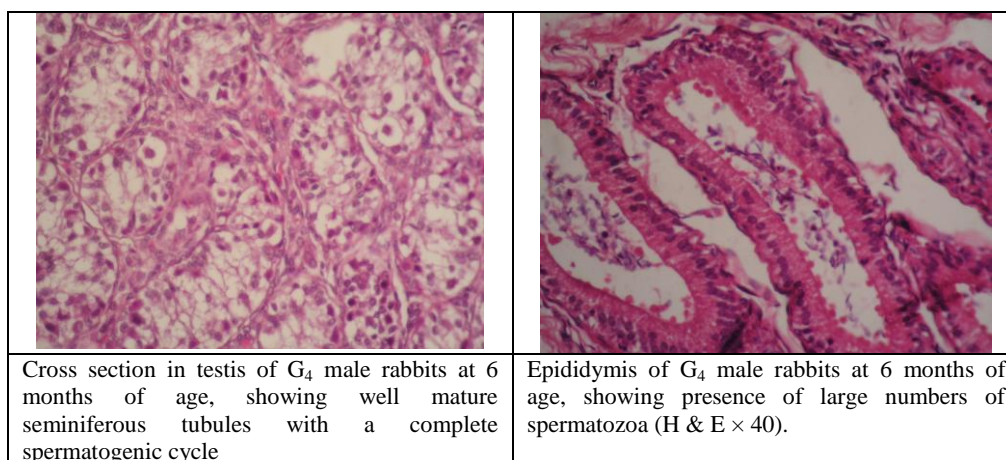 Cross section in testis of G₄ male rabbits at 6
months of age, showing well mature
seminiferous tubules with a complete
spermatogenic cycle
Epididymis of G₄ male rabbits at 6 months of
age, showing presence of large numbers of
spermatozoa (H & E × 40).